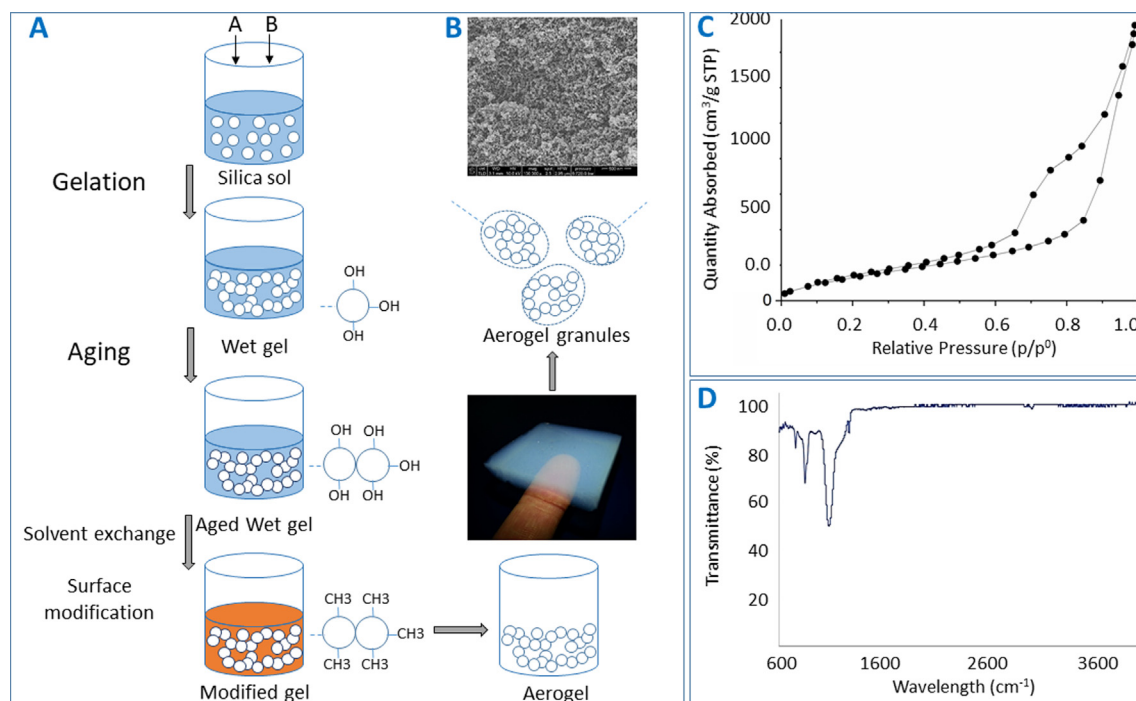 A
A B
Silica sol
Gelation
OH
OH
OH
Wet gel
Aging
OH
OH
OH
OH
OH
Aged Wet gel
Solvent exchange
Surface
modification
CH3
CH3
CH3
CH3
CH3
Modified gel
B
Aerogel granules
Aerogel
C
Quantity Absorbed (cm³/g STP)
2000
1500
1000
500
0.0
0
0.0 0.2 0.4 0.6 0.8 1.0
Relative Pressure (p/p⁰)
D
Transmittance (%)
100
80
60
40
20
600 1600 2600 3600
Wavelength (cm⁻¹)